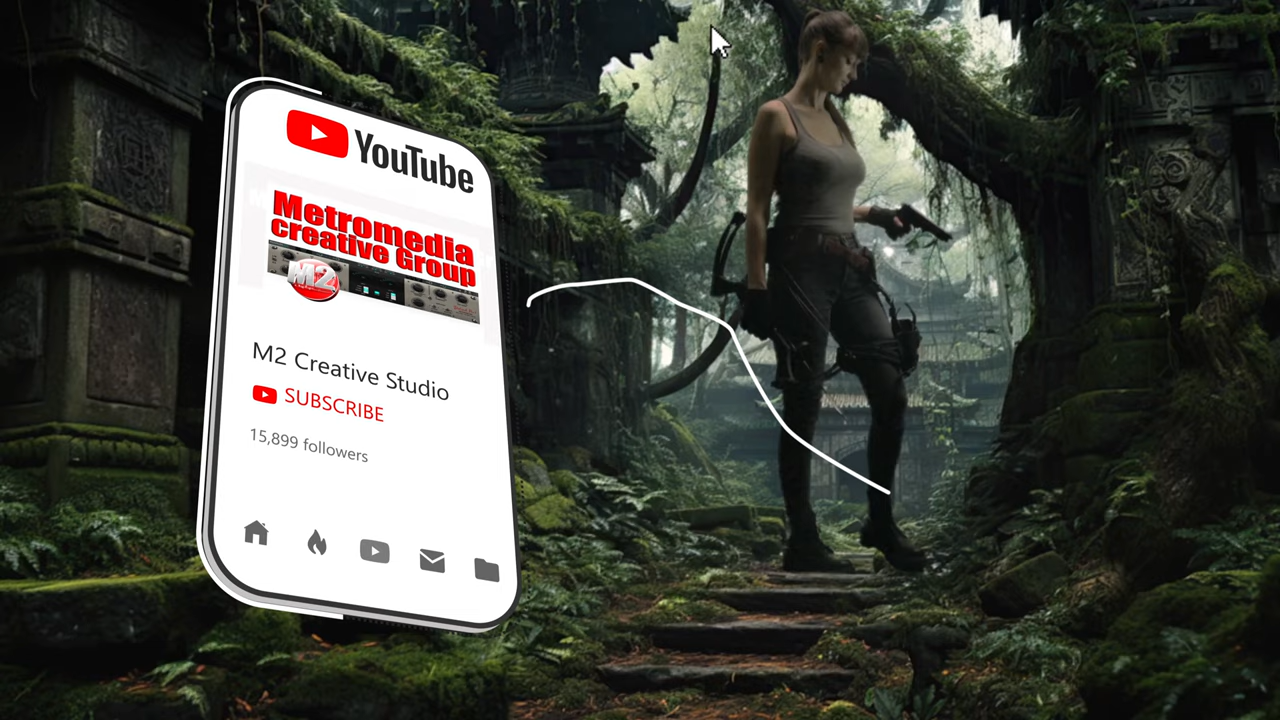 YouTube
Metromedia
creative Group
M2
M2 Creative Studio
SUBSCRIBE
15,899 followers